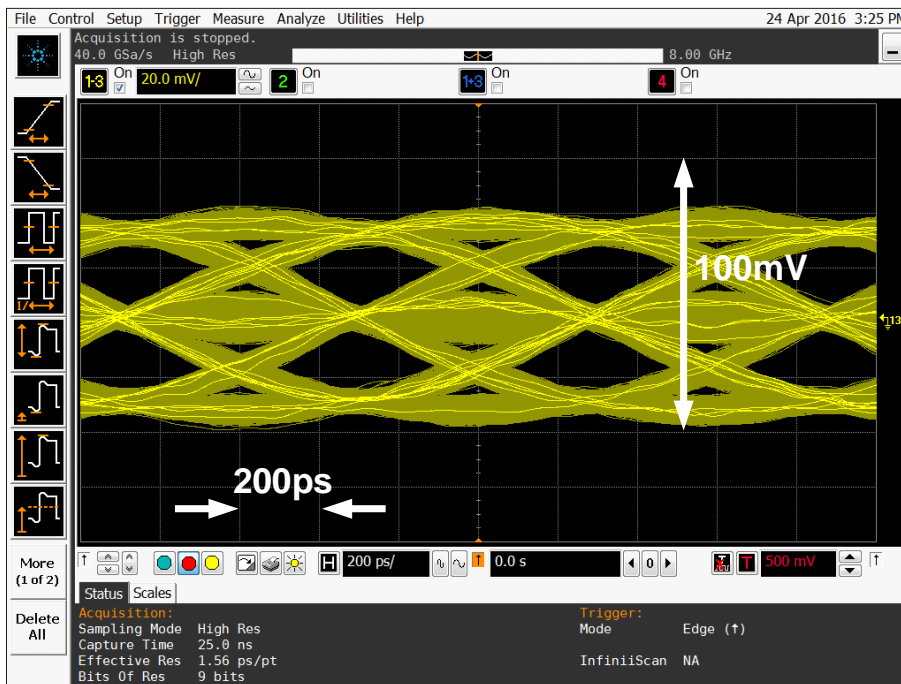 File Control Setup Trigger Measure Analyze Utilities Help 24 Apr 2016 3:25 PM
Acquisition is stopped.
40.0 GSa/s High Res 8.00 GHz
1-3 On 20.0 mV/ 2 On 1+3 On 4 On
100mV
13
1/
200ps
More
(1 of 2)
H 200 ps/ 0.0 s 0 T 500 mV
Delete
All
Status Scales
Acquisition:
Sampling Mode High Res
Capture Time 25.0 ns
Effective Res 1.56 ps/pt
Bits Of Res 9 bits
Trigger:
Mode Edge (↑)
InfiniiScan NA